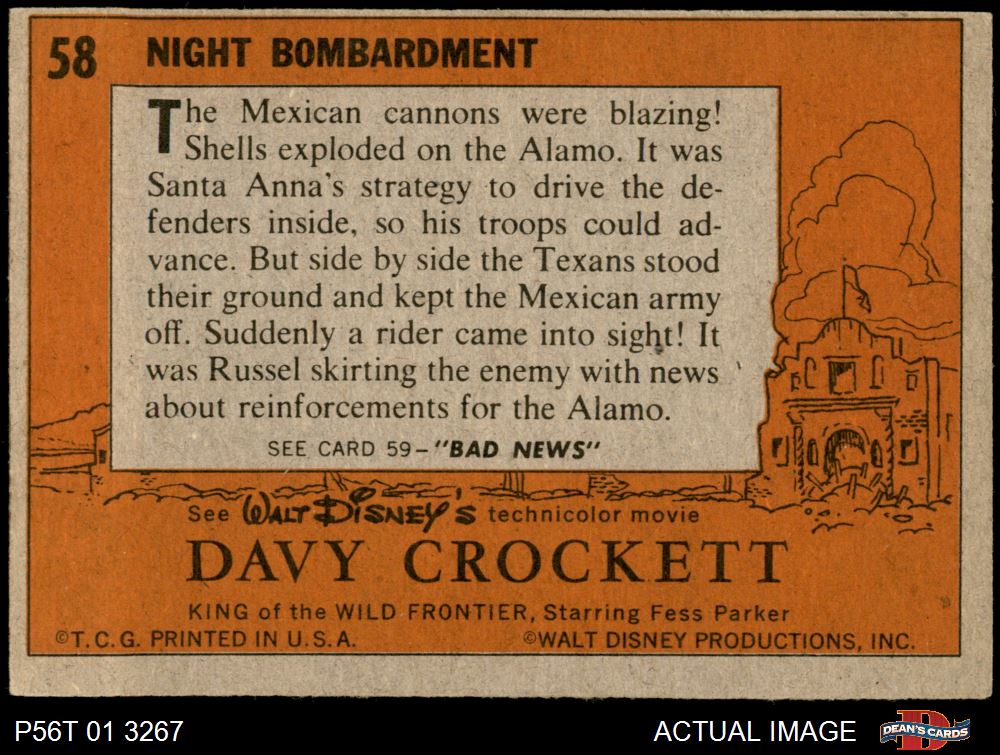 58 NIGHT BOMBARDMENT
The Mexican cannons were blazing!
Shells exploded on the Alamo. It was
Santa Anna's strategy to drive the de-
fenders inside, so his troops could ad-
vance. But side by side the Texans stood
their ground and kept the Mexican army
off. Suddenly a rider came into sight! It
was Russel skirting the enemy with news
about reinforcements for the Alamo.
SEE CARD 59-"BAD NEWS"
See WALT DISNEY'S technicolor movie
DAVY CROCKETT
KING of the WILD FRONTIER, Starring Fess Parker
©T.C.G. PRINTED IN U.S.A. ©WALT DISNEY PRODUCTIONS, INC.
P56T 01 3267 ACTUAL IMAGE DEAN'S CARDS